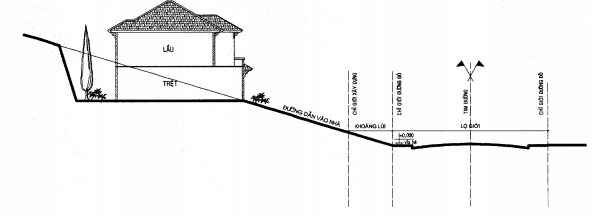 LẦU
TRỆT
ĐƯỜNG DẪN VÀO NHÀ
CHỈ GIỚI XÂY DỰNG
KHOẢNG LÙI
CHỈ GIỚI ĐƯỜNG ĐỎ
±0.000
LỘ GIỚI
TIM ĐƯỜNG
CHỈ GIỚI ĐƯỜNG ĐỎ